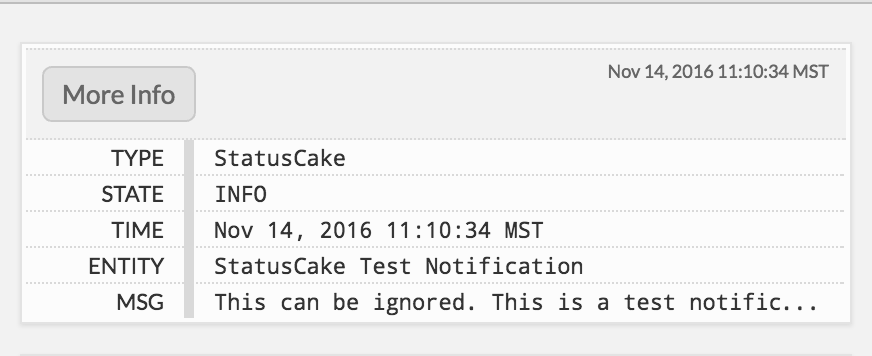 Nov 14, 2016 11:10:34 MST
More Info
TYPE StatusCake
STATE INFO
TIME Nov 14, 2016 11:10:34 MST
ENTITY StatusCake Test Notification
MSG This can be ignored. This is a test notific...